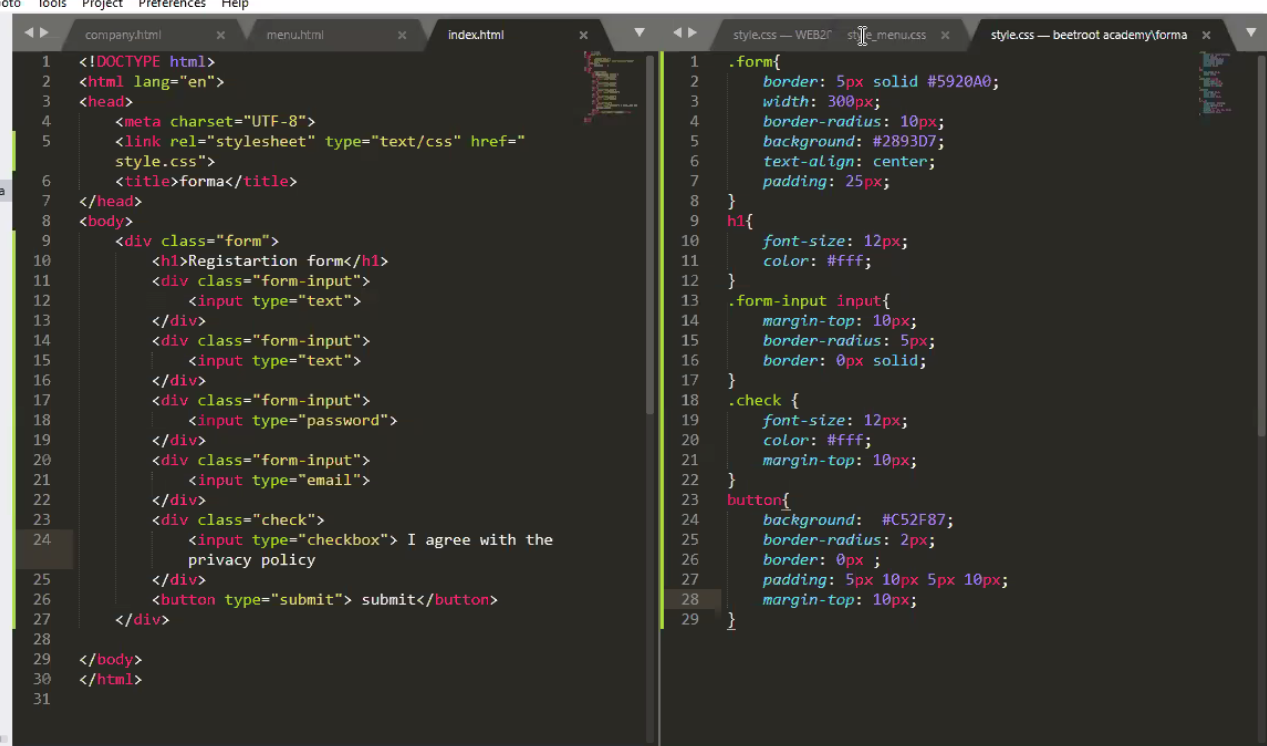 Tools Project Preferences Help
company.html menu.html index.html
1 <!DOCTYPE html>
2 <html lang="en">
3 <head>
4 <meta charset="UTF-8">
5 <link rel="stylesheet" type="text/css" href="
style.css">
6 <title>forma</title>
7 </head>
8 <body>
9 <div class="form">
10 <h1>Registartion form</h1>
11 <div class="form-input">
12 <input type="text">
13 </div>
14 <div class="form-input">
15 <input type="text">
16 </div>
17 <div class="form-input">
18 <input type="password">
19 </div>
20 <div class="form-input">
21 <input type="email">
22 </div>
23 <div class="check">
24 <input type="checkbox"> I agree with the
privacy policy
25 </div>
26 <button type="submit"> submit</button>
27 </div>
28
29 </body>
30 </html>
31
style.css — style_menu.css style.css — beetroot academy\forma
1 .form{
2 border: 5px solid #5920A0;
3 width: 300px;
4 border-radius: 10px;
5 background: #2893D7;
6 text-align: center;
7 padding: 25px;
8 }
9 h1{
10 font-size: 12px;
11 color: #fff;
12 }
13 .form-input input{
14 margin-top: 10px;
15 border-radius: 5px;
16 border: 0px solid;
17 }
18 .check {
19 font-size: 12px;
20 color: #fff;
21 margin-top: 10px;
22 }
23 button{
24 background:  #C52F87;
25 border-radius: 2px;
26 border: 0px ;
27 padding: 5px 10px 5px 10px;
28 margin-top: 10px;
29 }